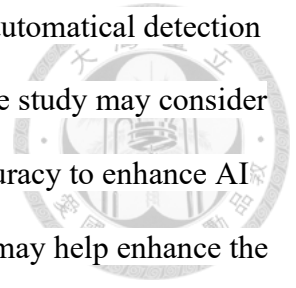 utomatical detection
e study may consider
uracy to enhance AI
may help enhance the